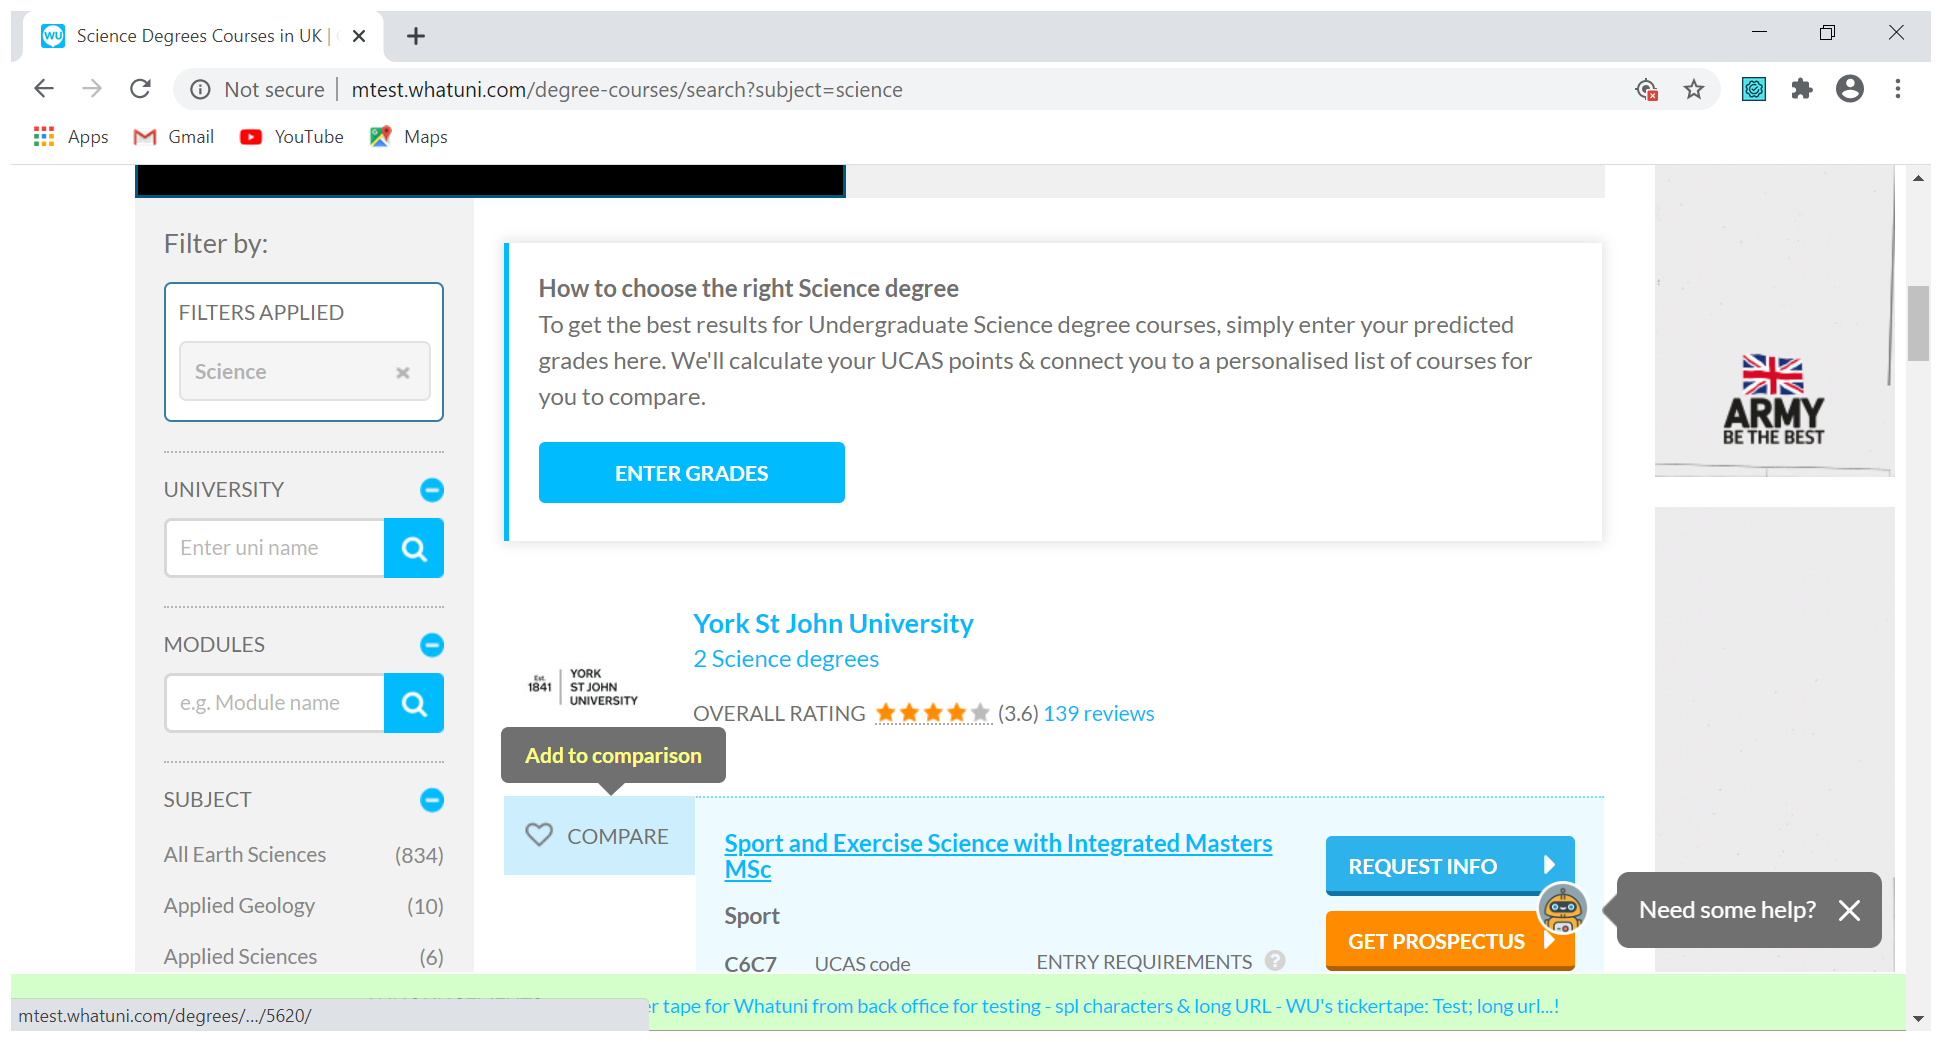 WU
Science Degrees Courses in UK |
Not secure
mtest.whatuni.com/degree-courses/search?subject=science
Apps
Gmail
YouTube
Maps
Filter by:
FILTERS APPLIED
Science
UNIVERSITY
Enter uni name
MODULES
e.g. Module name
SUBJECT
All Earth Sciences (834)
Applied Geology (10)
Applied Sciences (6)
How to choose the right Science degree
To get the best results for Undergraduate Science degree courses, simply enter your predicted
grades here. We'll calculate your UCAS points & connect you to a personalised list of courses for
you to compare.
ENTER GRADES
Est.
1841
YORK
ST JOHN
UNIVERSITY
York St John University
2 Science degrees
OVERALL RATING (3.6) 139 reviews
Add to comparison
COMPARE
Sport and Exercise Science with Integrated Masters
MSc
Sport
C6C7 UCAS code
ENTRY REQUIREMENTS ?
REQUEST INFO
GET PROSPECTUS
ARMY
BE THE BEST
Need some help?
er tape for Whatuni from back office for testing - spl characters & long URL - WU's tickertape: Test; long url...!
mtest.whatuni.com/degrees/.../5620/